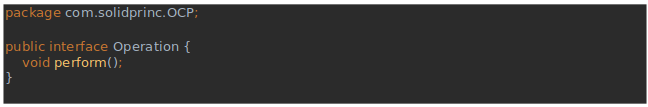 package com.solidprinc.OCP;
public interface Operation {
void perform();
}